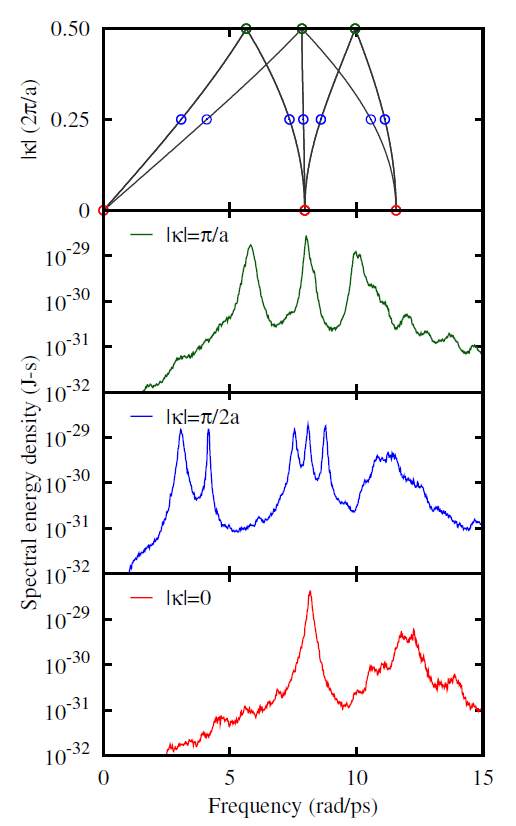 0.50
0.25
0
|κ| (2π/a)
|κ|=π/a
10-29
10-30
10-31
10-32
|κ|=π/2a
10-29
10-30
10-31
10-32
|κ|=0
10-29
10-30
10-31
10-32
Spectral energy density (J-s)
0 5 10 15
Frequency (rad/ps)